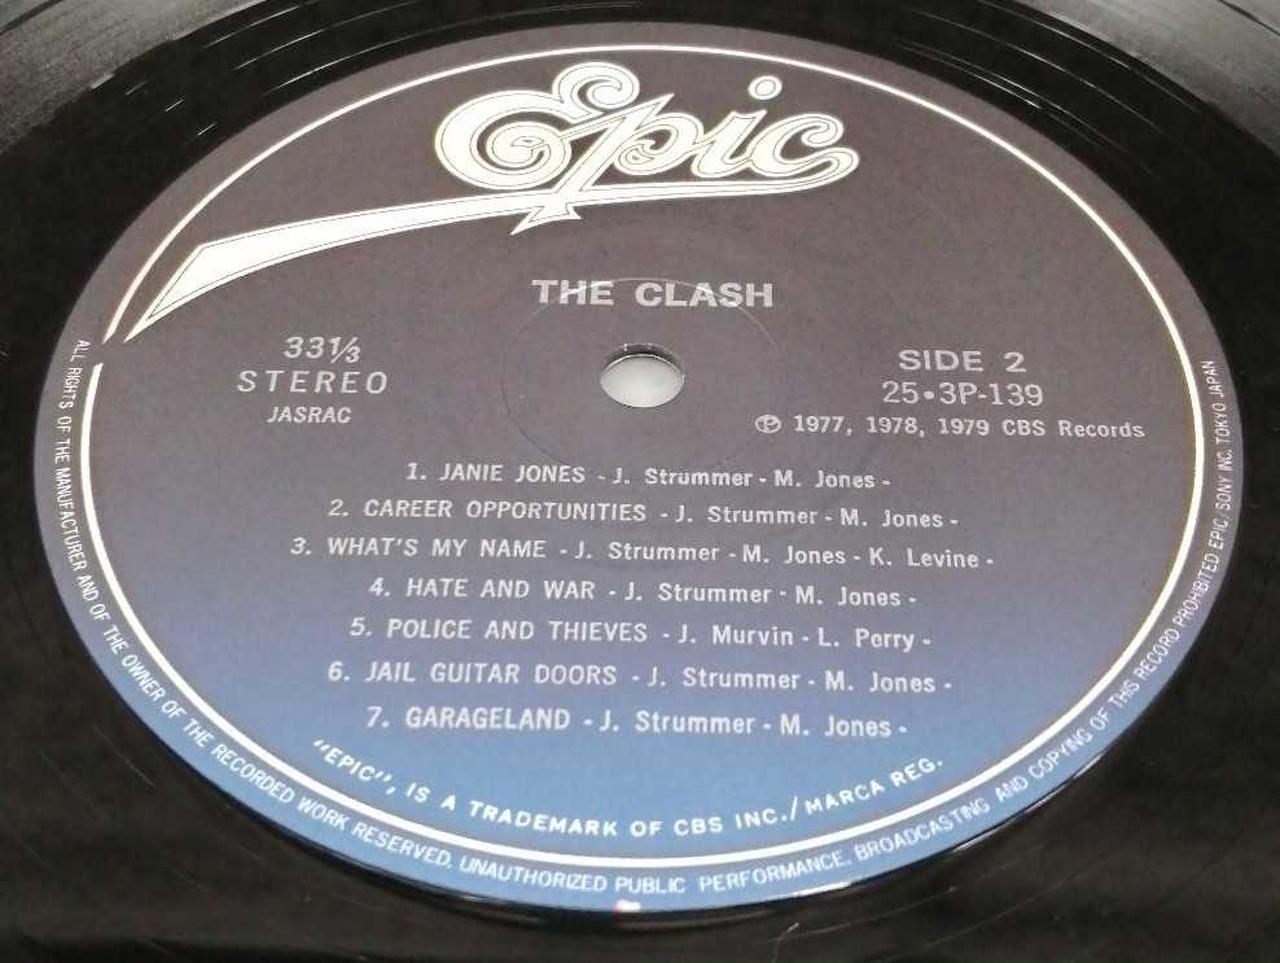 Epic
THE CLASH
33⅓
STEREO
JASRAC
SIDE 2
25•3P-139
℗ 1977, 1978, 1979 CBS Records
1. JANIE JONES - J. Strummer - M. Jones -
2. CAREER OPPORTUNITIES - J. Strummer - M. Jones -
3. WHAT'S MY NAME - J. Strummer - M. Jones - K. Levine -
4. HATE AND WAR - J. Strummer - M. Jones -
5. POLICE AND THIEVES - J. Murvin - L. Perry -
6. JAIL GUITAR DOORS - J. Strummer - M. Jones -
7. GARAGELAND - J. Strummer - M. Jones -
"EPIC", IS A TRADEMARK OF CBS INC./MARCA REG.
ALL RIGHTS OF THE MANUFACTURER AND OF THE OWNER OF THE RECORDED WORK RESERVED. UNAUTHORIZED PUBLIC PERFORMANCE, BROADCASTING AND COPYING OF THIS RECORD PROHIBITED EPIC/SONY INC. TOKYO JAPAN